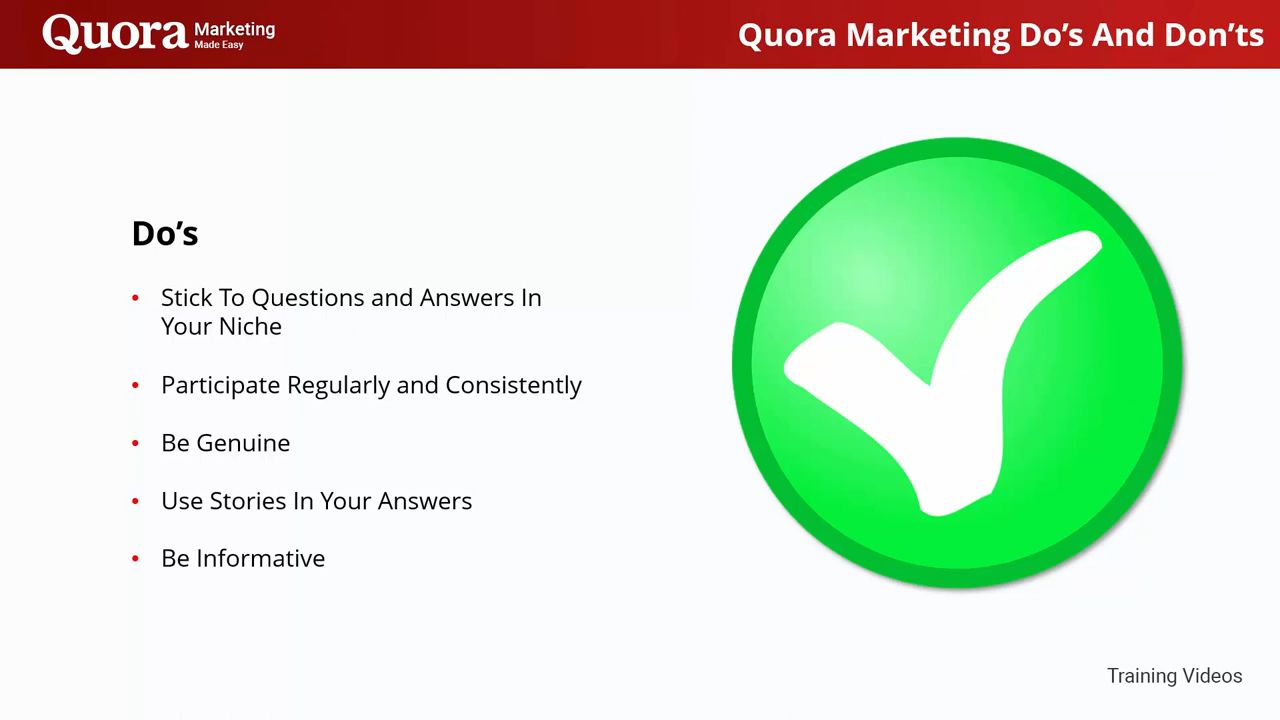 Quora Marketing
Made Easy
Quora Marketing Do’s And Don’ts
Do’s
• Stick To Questions and Answers In
Your Niche
• Participate Regularly and Consistently
• Be Genuine
• Use Stories In Your Answers
• Be Informative
Training Videos